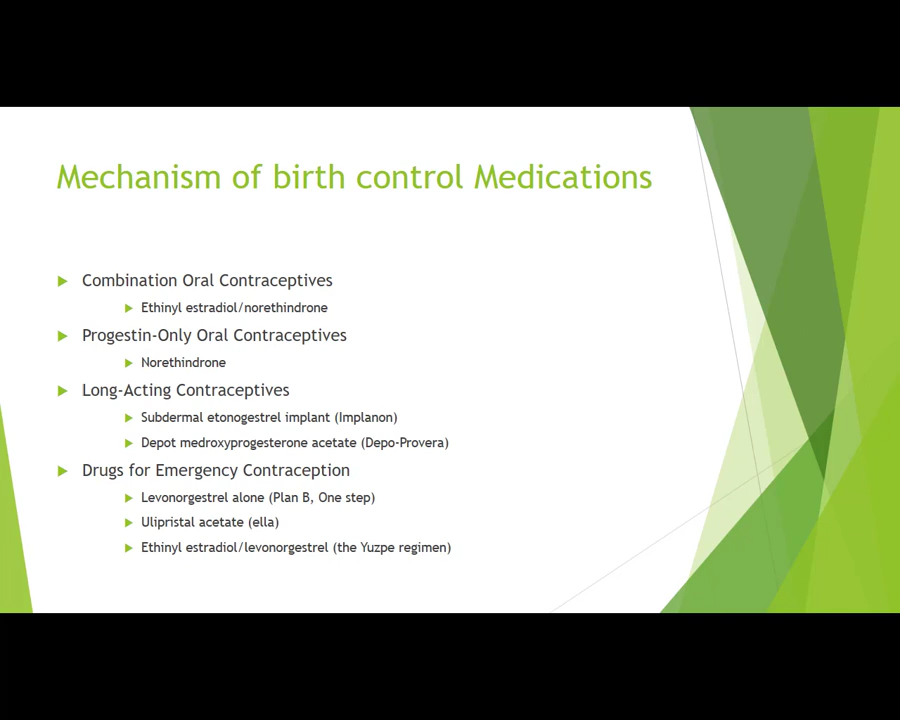 Mechanism of birth control Medications
Combination Oral Contraceptives
Ethinyl estradiol/norethindrone
Progestin-Only Oral Contraceptives
Norethindrone
Long-Acting Contraceptives
Subdermal etonogestrel implant (Implanon)
Depot medroxyprogesterone acetate (Depo-Provera)
Drugs for Emergency Contraception
Levonorgestrel alone (Plan B, One step)
Ulipristal acetate (ella)
Ethinyl estradiol/levonorgestrel (the Yuzpe regimen)